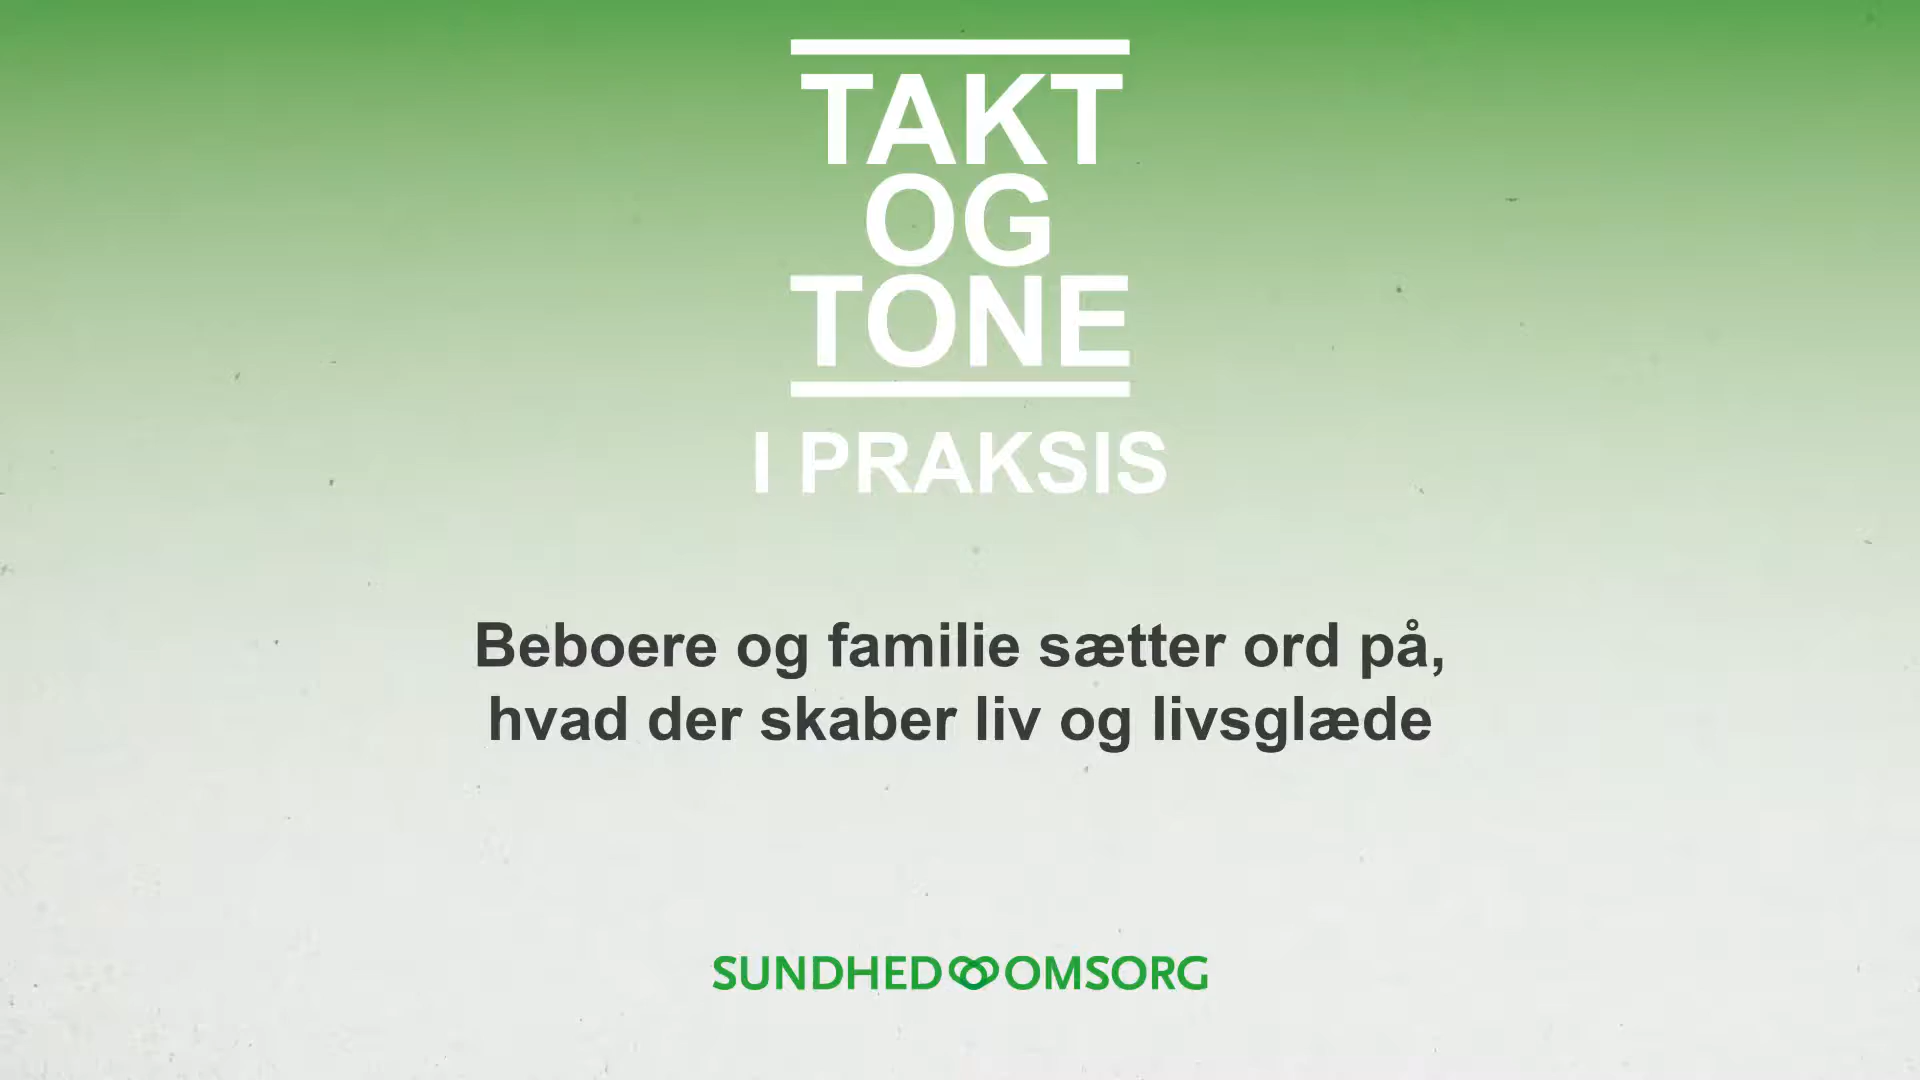 TAKT
OG
TONE
I PRAKSIS
Beboere og familie sætter ord på,
hvad der skaber liv og livsglæde
SUNDHED OMSORG